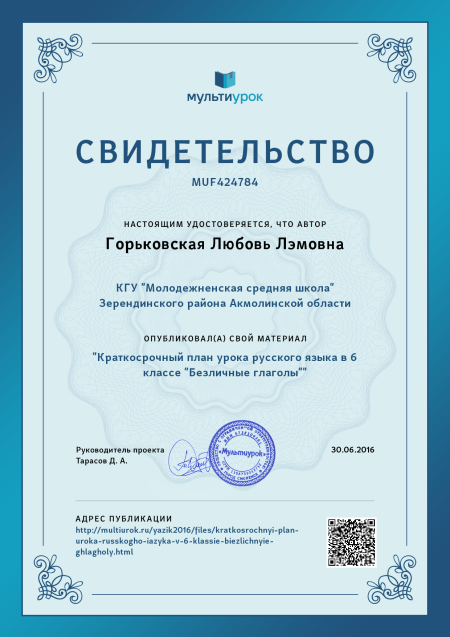 мультиурок
СВИДЕТЕЛЬСТВО
MUF424784
НАСТОЯЩИМ УДОСТОВЕРЯЕТСЯ, ЧТО АВТОР
Горьковская Любовь Лэмовна
КГУ "Молодежненская средняя школа"
Зерендинского района Акмолинской области
ОПУБЛИКОВАЛ(А) СВОЙ МАТЕРИАЛ
"Краткосрочный план урока русского языка в 6
классе "Безличные глаголы""
Руководитель проекта
Тарасов Д. А.
«Мультиурок»
30.06.2016
АДРЕС ПУБЛИКАЦИИ
http://multiurok.ru/yazik2016/files/kratkosrochnyi-plan-
uroka-russkogho-iazyka-v-6-klassie-biezlichnyie-
ghlagholy.html